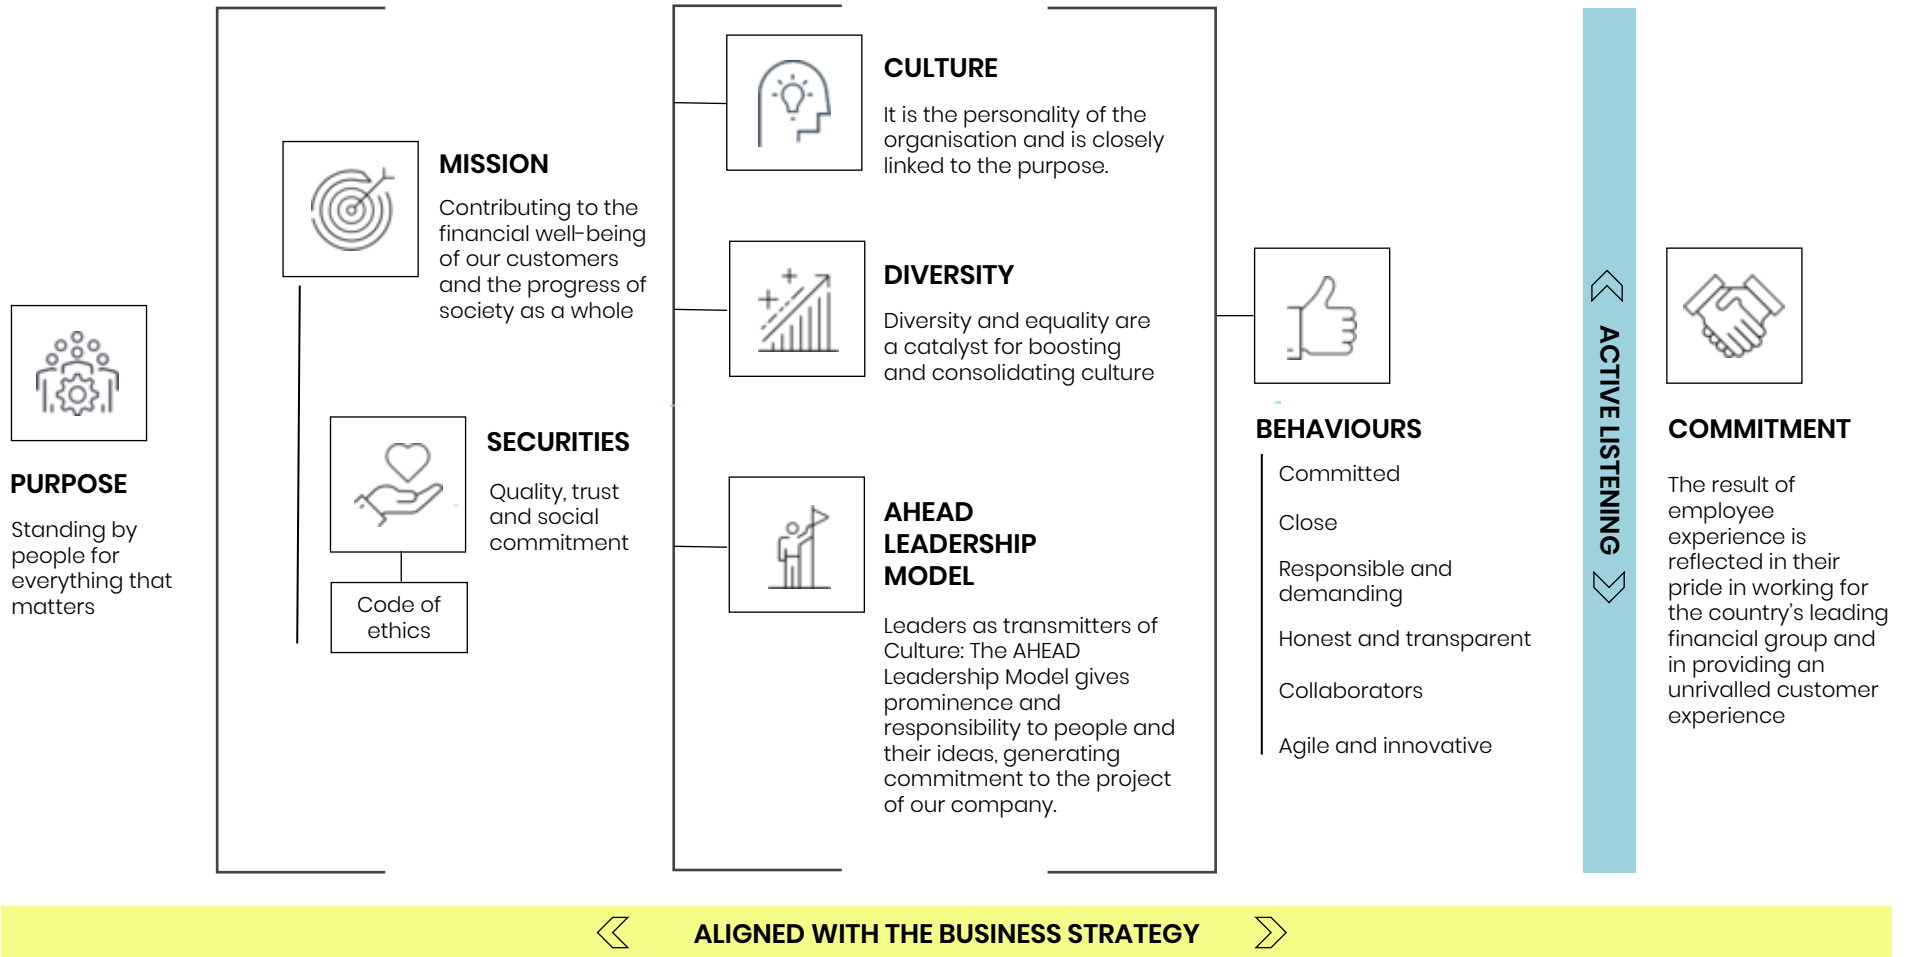 PURPOSE
Standing by
people for
everything that
matters
MISSION
Contributing to the
financial well-being
of our customers
and the progress of
society as a whole
SECURITIES
Quality, trust
and social
commitment
Code of
ethics
CULTURE
It is the personality of the
organisation and is closely
linked to the purpose.
DIVERSITY
Diversity and equality are
a catalyst for boosting
and consolidating culture
AHEAD
LEADERSHIP
MODEL
Leaders as transmitters of
Culture: The AHEAD
Leadership Model gives
prominence and
responsibility to people and
their ideas, generating
commitment to the project
of our company.
BEHAVIOURS
Committed
Close
Responsible and
demanding
Honest and transparent
Collaborators
Agile and innovative
ACTIVE LISTENING
COMMITMENT
The result of
employee
experience is
reflected in their
pride in working for
the country's leading
financial group and
in providing an
unrivalled customer
experience
ALIGNED WITH THE BUSINESS STRATEGY